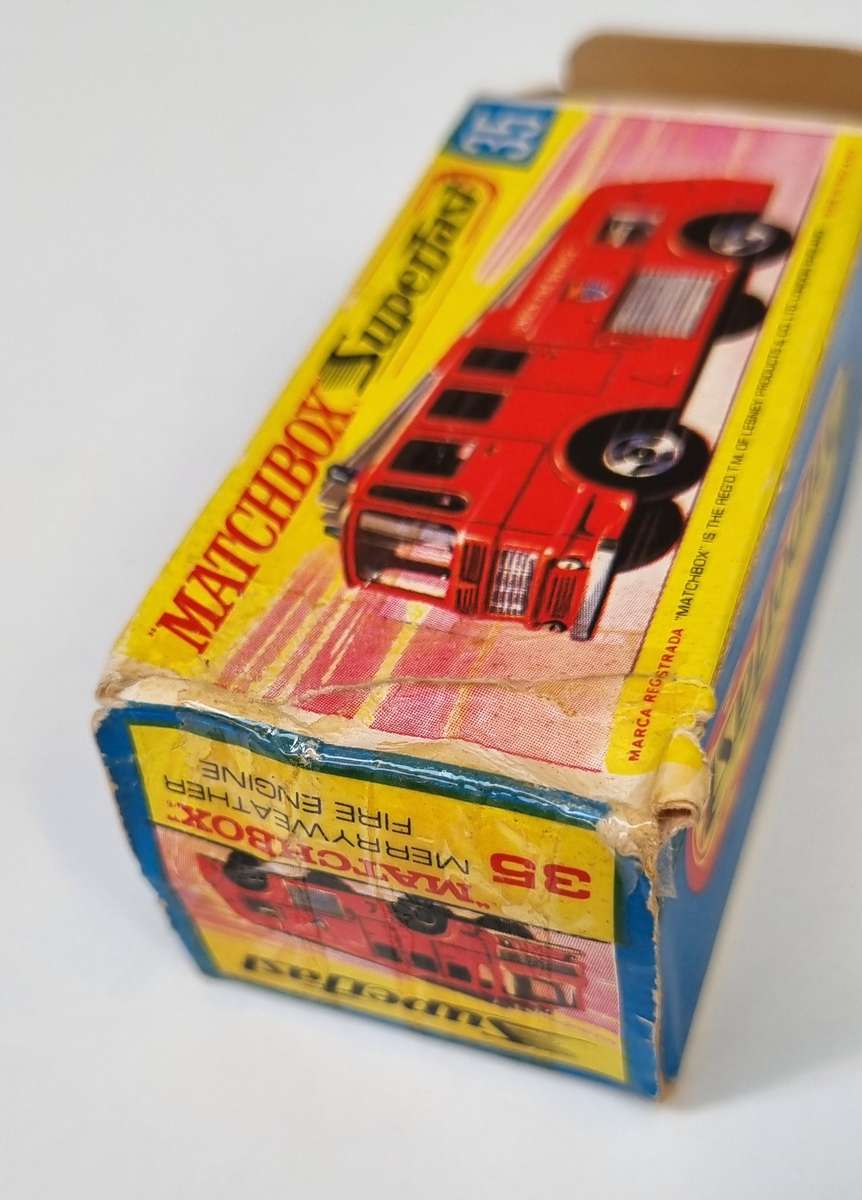 35
"MATCHBOX" Superfast
MARCA REGISTRADA "MATCHBOX" IS THE REG'D. T.M. OF LESNEY PRODUCTS & CO. LTD. LONDON ENGLAND
35
MERRYWEATHER
FIRE ENGINE
"MATCHBOX"
Superfast